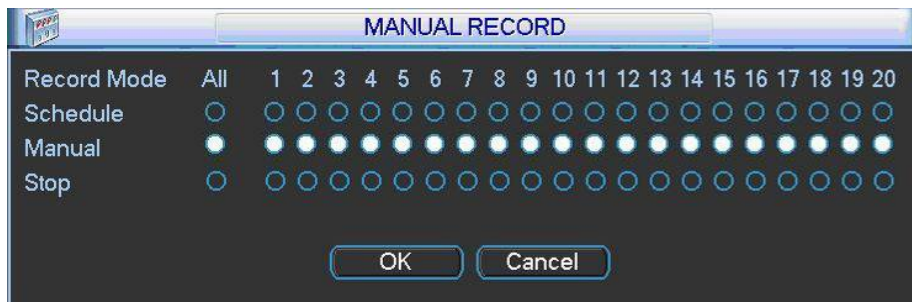 MANUAL RECORD
Record Mode All 1 2 3 4 5 6 7 8 9 10 11 12 13 14 15 16 17 18 19 20
Schedule
Manual
Stop
OK Cancel